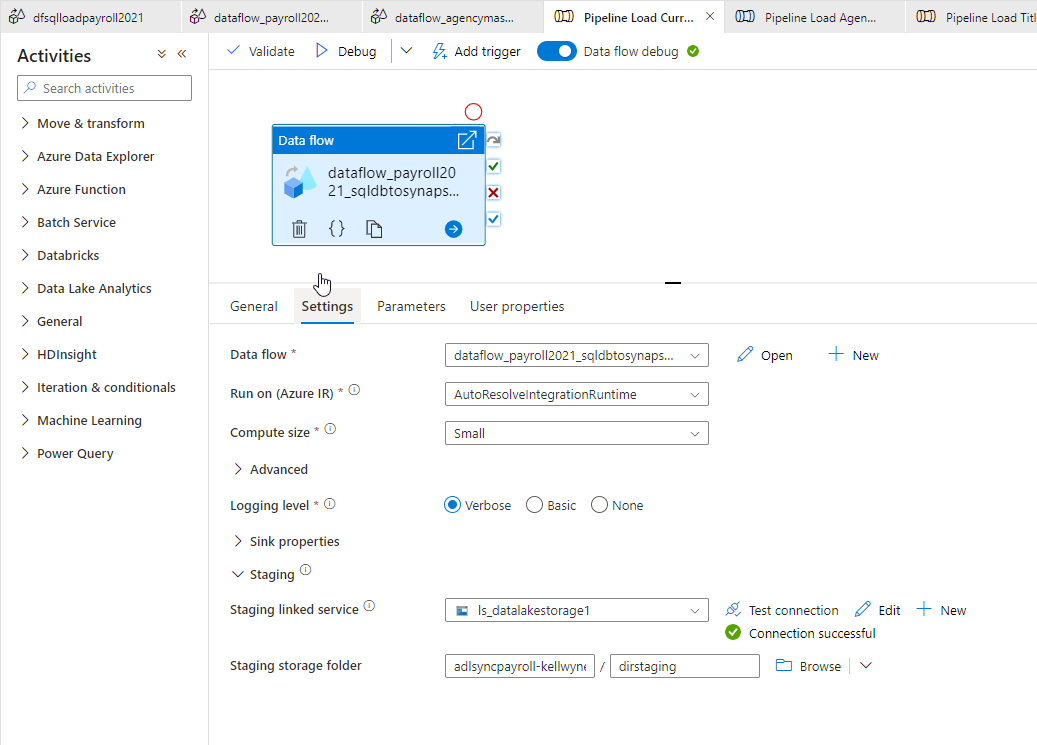 dfsqlloadpayroll2021
dataflow_payroll202...
dataflow_agencymas...
Pipeline Load Curr...
Pipeline Load Agen...
Pipeline Load Titl
Activities
Search activities
Move & transform
Azure Data Explorer
Azure Function
Batch Service
Databricks
Data Lake Analytics
General
HDInsight
Iteration & conditionals
Machine Learning
Power Query
Validate Debug Add trigger Data flow debug
Data flow
dataflow_payroll20
21_sqldbtosynaps...
{}
General Settings Parameters User properties
Data flow * dataflow_payroll2021_sqldbtosynaps... Open New
Run on (Azure IR) * AutoResolveIntegrationRuntime
Compute size * Small
Advanced
Logging level * Verbose Basic None
Sink properties
Staging
Staging linked service ls_datalakestorage1 Test connection Edit New
Connection successful
Staging storage folder adlsyncpayroll-kellwyne / dirstaging Browse